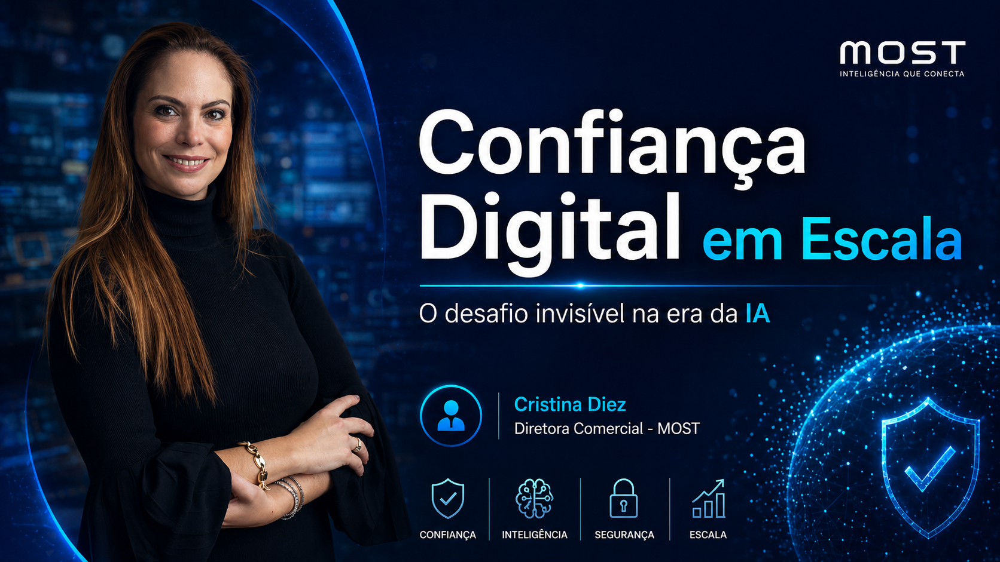 MOST
INTELIGÊNCIA QUE CONECTA
Confiança
Digital em Escala
O desafio invisível na era da IA
Cristina Diez
Diretora Comercial - MOST
CONFIANÇA
INTELIGÊNCIA
SEGURANÇA
ESCALA